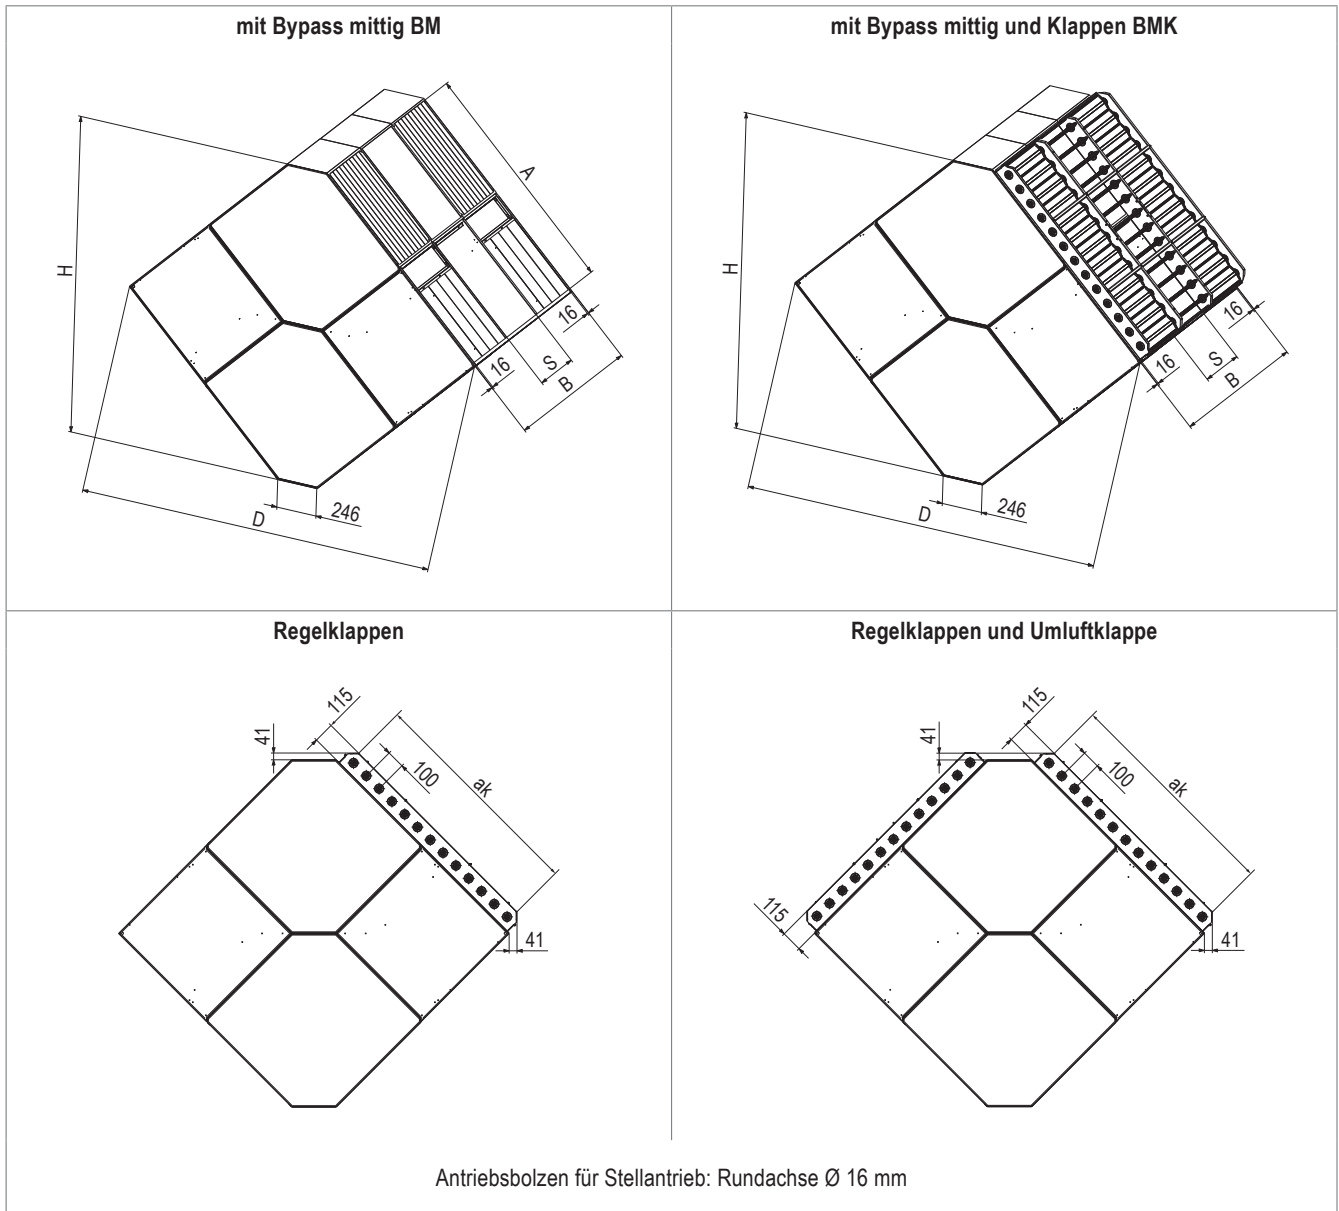 mit Bypass mittig BM
H
A
16
S
16
B
246
D
mit Bypass mittig und Klappen BMK
H
16
S
16
B
246
D
Regelklappen
115
41
100
ak
41
Regelklappen und Umluftklappe
115
41
100
ak
115
41
Antriebsbolzen für Stellantrieb: Rundachse Ø 16 mm